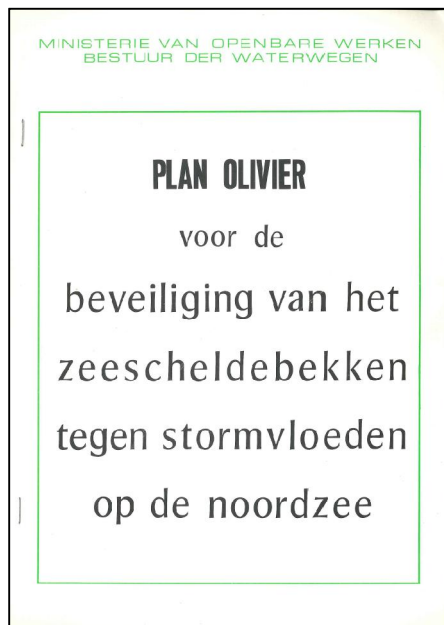 MINISTERIE VAN OPENBARE WERKEN
BESTUUR DER WATERWEGEN
PLAN OLIVIER
voor de
beveiliging van het
zeescheldebekken
tegen stormvloeden
op de noordzee